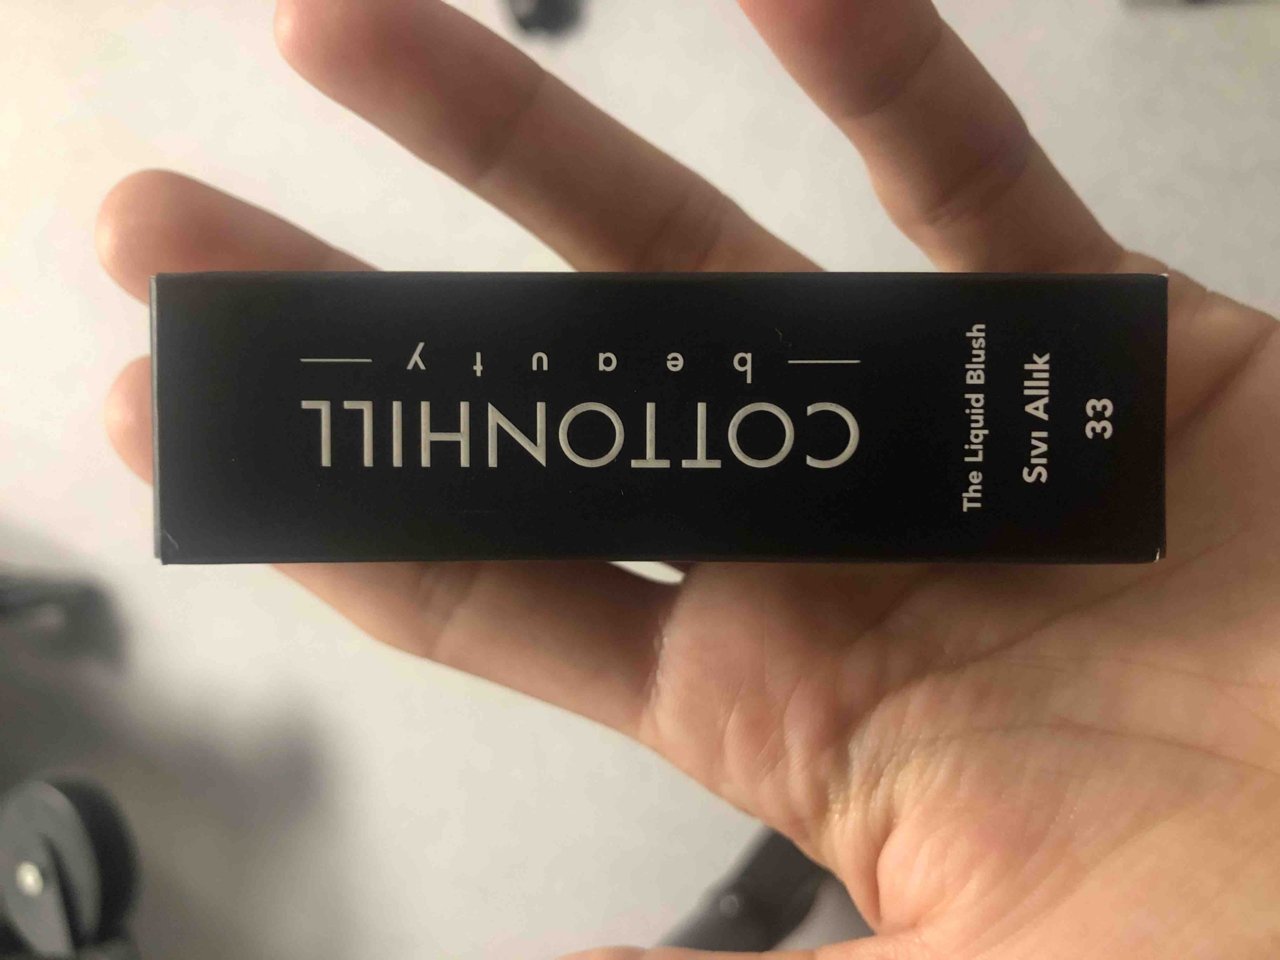 COTTONHILL
beauty
The Liquid Blush
Sıvı Allık
33